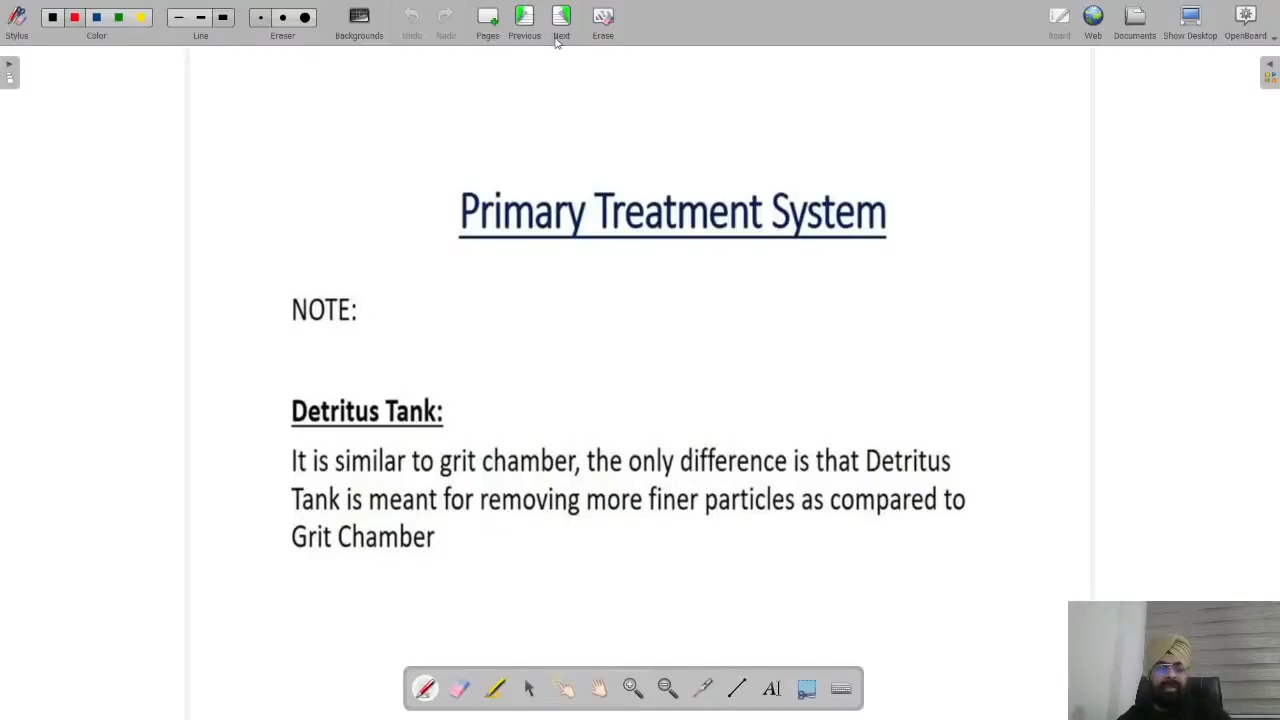 Stylus
Color
Line
Eraser
Backgrounds
Undo
Redo
Pages
Previous
Next
Erase
Board
Web
Documents
Show Desktop
OpenBoard
Primary Treatment System
NOTE:
Detritus Tank:
It is similar to grit chamber, the only difference is that Detritus
Tank is meant for removing more finer particles as compared to
Grit Chamber